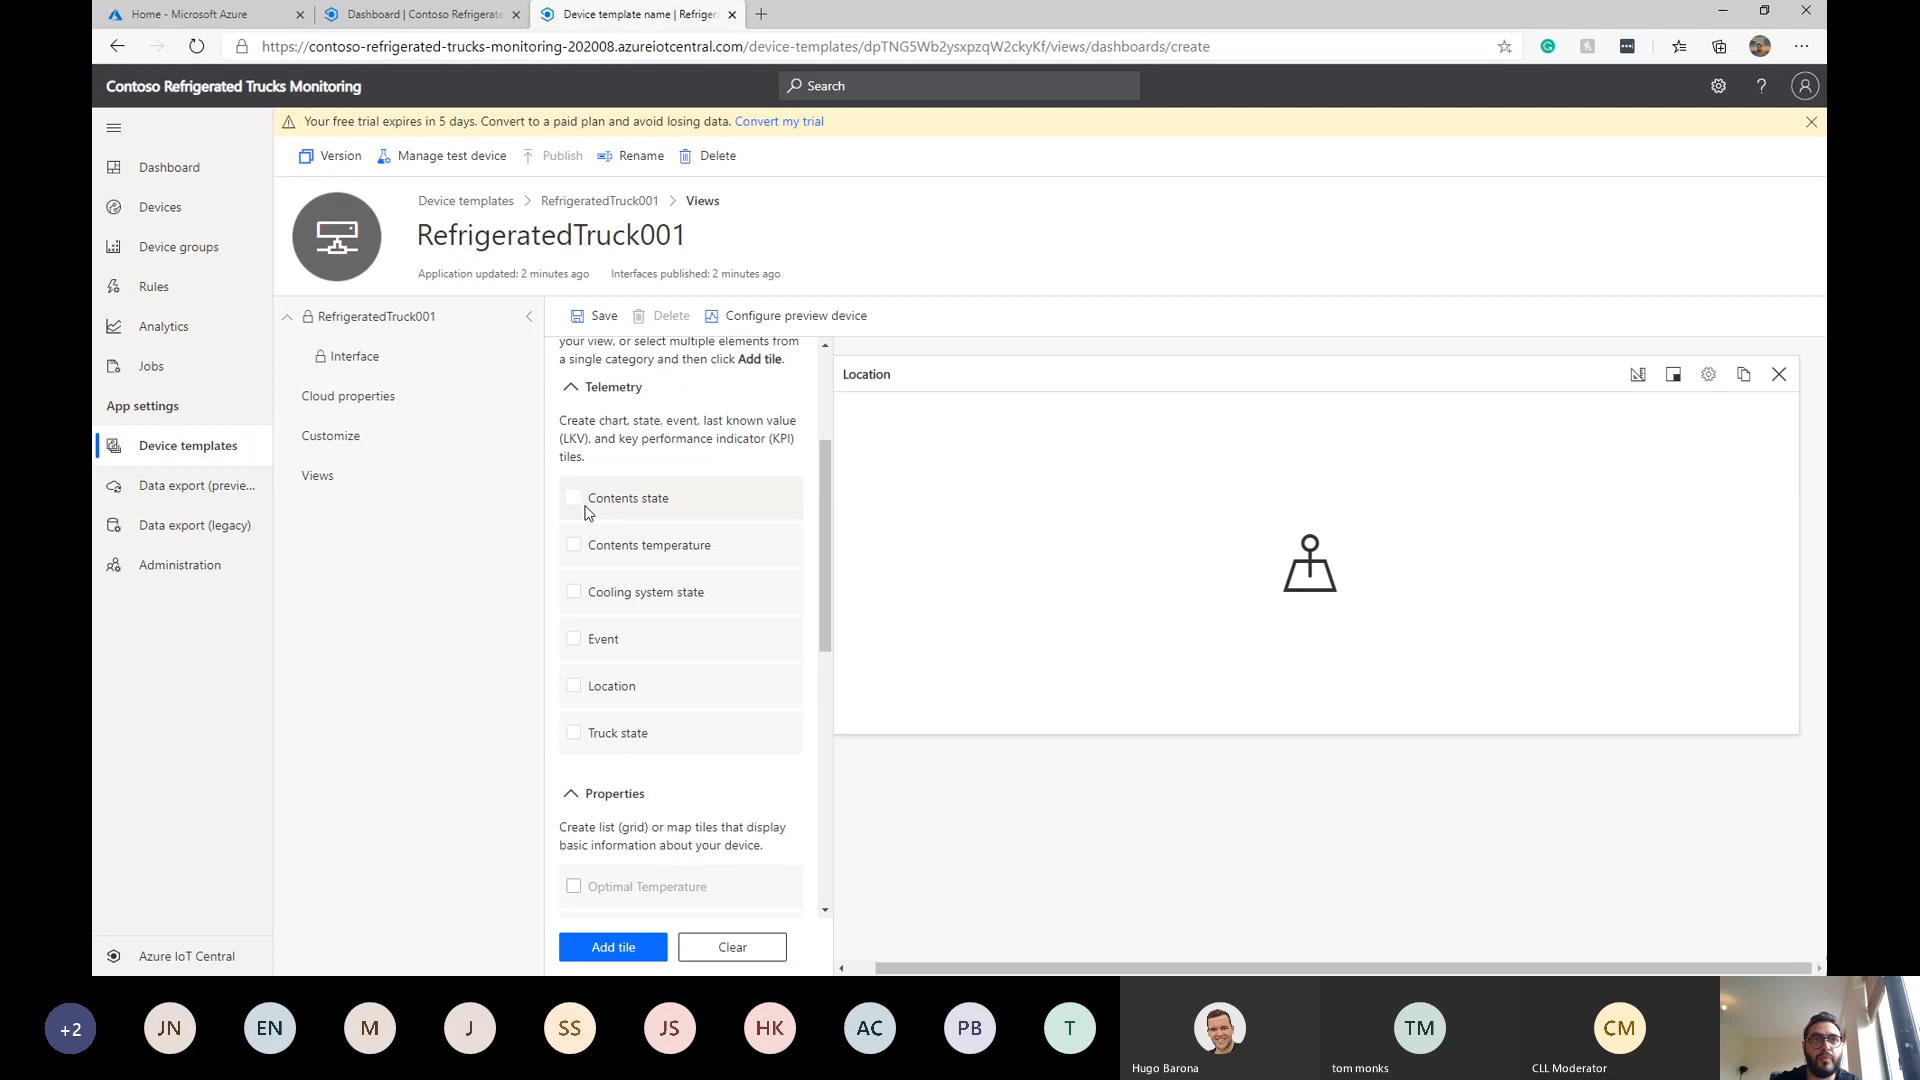 Home - Microsoft Azure
Dashboard | Contoso Refrigerate
Device template name | Refriger
https://contoso-refrigerated-trucks-monitoring-202008.azureiotcentral.com/device-templates/dpTNG5Wb2ysxpzqW2ckyKf/views/dashboards/create
Contoso Refrigerated Trucks Monitoring
Search
Your free trial expires in 5 days. Convert to a paid plan and avoid losing data. Convert my trial
Version
Manage test device
Publish
Rename
Delete
Dashboard
Devices
Device groups
Rules
Analytics
Jobs
App settings
Device templates
Data export (previe...
Data export (legacy)
Administration
Azure IoT Central
Device templates > RefrigeratedTruck001 > Views
RefrigeratedTruck001
Application updated: 2 minutes ago
Interfaces published: 2 minutes ago
RefrigeratedTruck001
Interface
Cloud properties
Customize
Views
Save
Delete
Configure preview device
your view, or select multiple elements from
a single category and then click Add tile.
Telemetry
Create chart, state, event, last known value
(LKV), and key performance indicator (KPI)
tiles.
Contents state
Contents temperature
Cooling system state
Event
Location
Truck state
Properties
Create list (grid) or map tiles that display
basic information about your device.
Optimal Temperature
Add tile
Clear
Location
+2
JN
EN
M
J
SS
JS
HK
AC
PB
T
TM
CM
Hugo Barona
tom monks
CLL Moderator